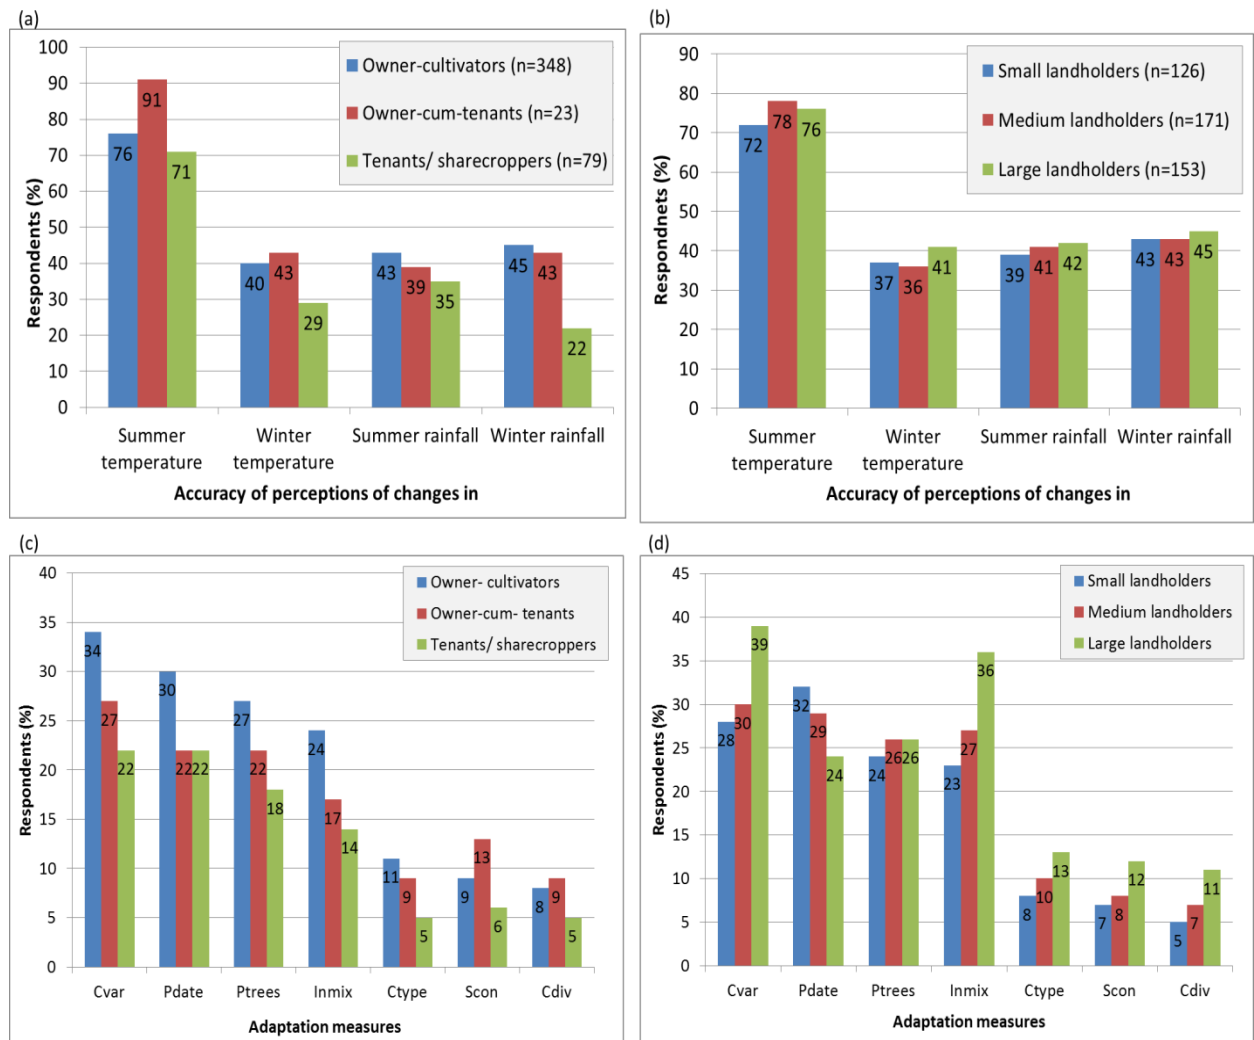 (a)
100
90
80
70
60
50
40
30
20
10
0
Respondents (%)
Owner-cultivators (n=348)
Owner-cum-tenants (n=23)
Tenants/ sharecroppers (n=79)
76
91
71
40
43
29
43
39
35
45
43
22
Summer temperature
Winter temperature
Summer rainfall
Winter rainfall
Accuracy of perceptions of changes in
(b)
90
80
70
60
50
40
30
20
10
0
Respondnets (%)
Small landholders (n=126)
Medium landholders (n=171)
Large landholders (n=153)
72
78
76
37
36
41
39
41
42
43
43
45
Summer temperature
Winter temperature
Summer rainfall
Winter rainfall
Accuracy of perceptions of changes in
(c)
40
35
30
25
20
15
10
5
0
Respondents (%)
Owner- cultivators
Owner-cum- tenants
Tenants/ sharecroppers
34
27
22
30
22
22
27
22
18
24
17
14
11
9
5
9
13
6
8
9
5
Cvar
Pdate
Ptrees
Inmix
Ctype
Scon
Cdiv
Adaptation measures
(d)
45
40
35
30
25
20
15
10
5
0
Respondents (%)
Small landholders
Medium landholders
Large landholders
28
30
39
32
29
24
24
26
26
23
27
36
8
10
13
7
8
12
5
7
11
Cvar
Pdate
Ptrees
Inmix
Ctype
Scon
Cdiv
Adaptation measures